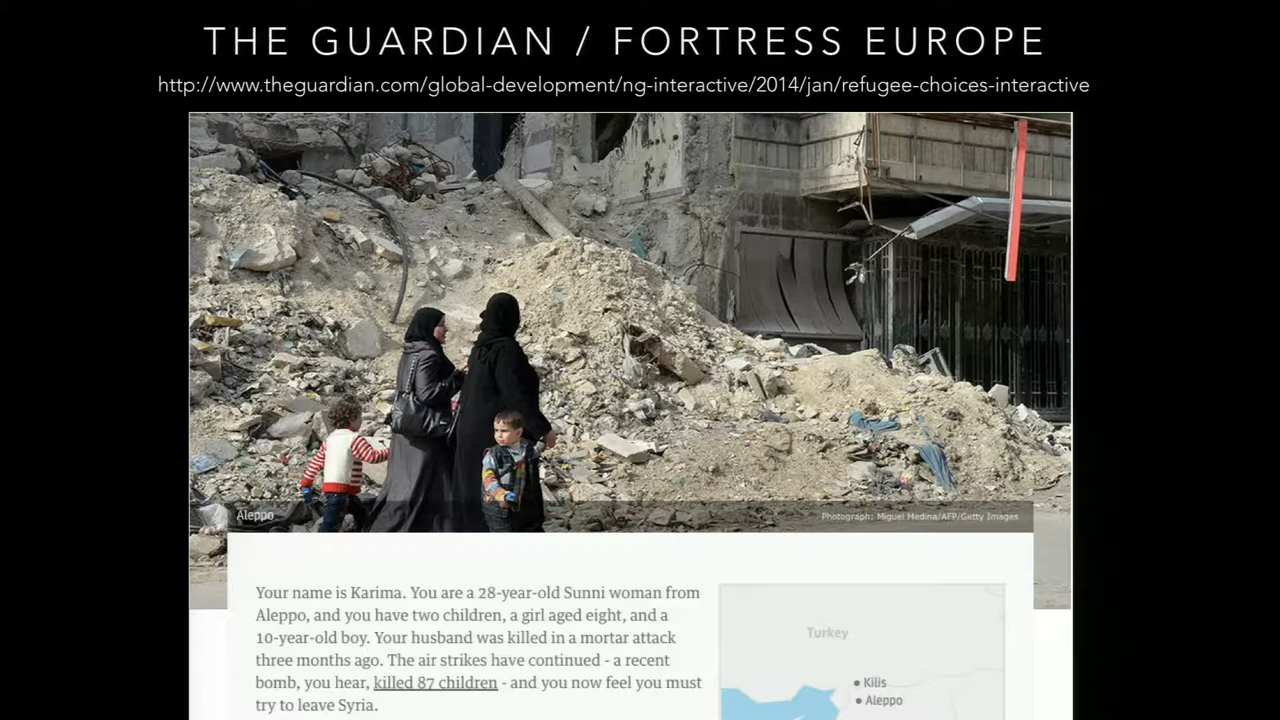 THE GUARDIAN / FORTRESS EUROPE
http://www.theguardian.com/global-development/ng-interactive/2014/jan/refugee-choices-interactive
Aleppo
Photograph: Miguel Medina/AFP/Getty Images
Your name is Karima. You are a 28-year-old Sunni woman from
Aleppo, and you have two children, a girl aged eight, and a
10-year-old boy. Your husband was killed in a mortar attack
three months ago. The air strikes have continued - a recent
bomb, you hear, killed 87 children - and you now feel you must
try to leave Syria.
Turkey
Kilis
Aleppo